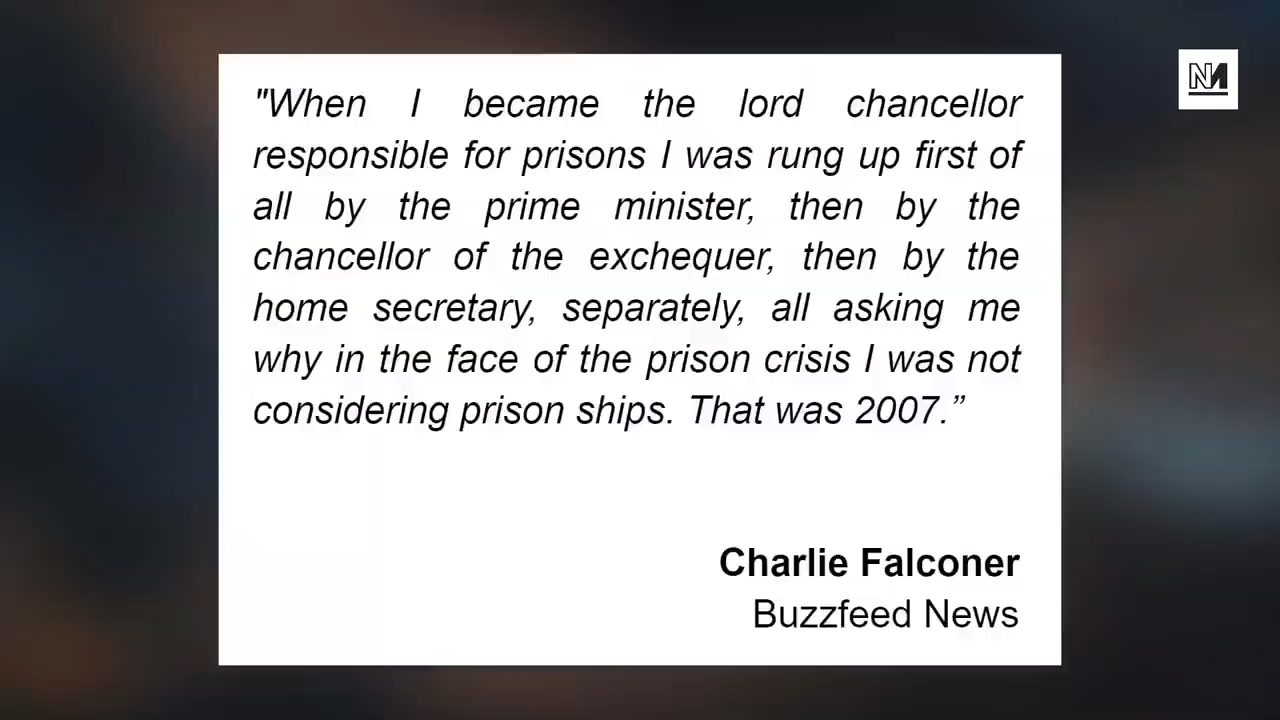 "When I became the lord chancellor
responsible for prisons I was rung up first of
all by the prime minister, then by the
chancellor of the exchequer, then by the
home secretary, separately, all asking me
why in the face of the prison crisis I was not
considering prison ships. That was 2007.”
Charlie Falconer
Buzzfeed News
NM